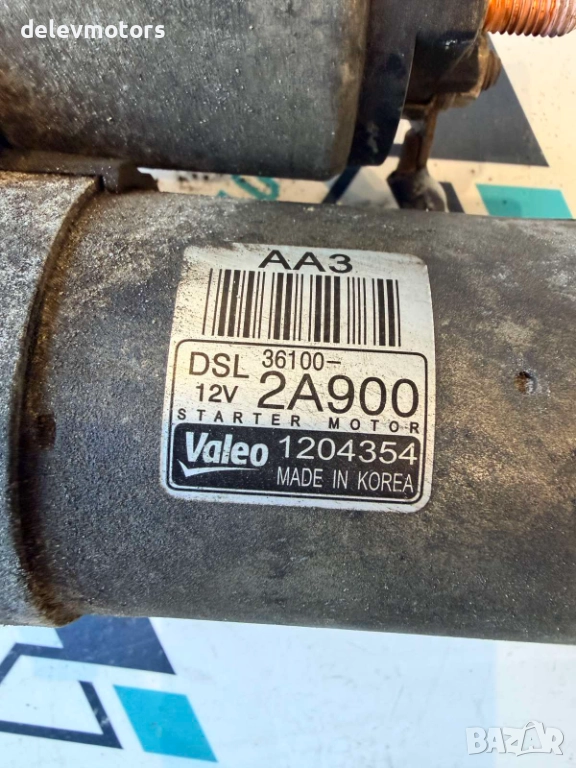 delevmotors
AA3
DSL 36100-
12V 2A900
STARTER MOTOR
Valeo 1204354
MADE IN KOREA
BAZAR